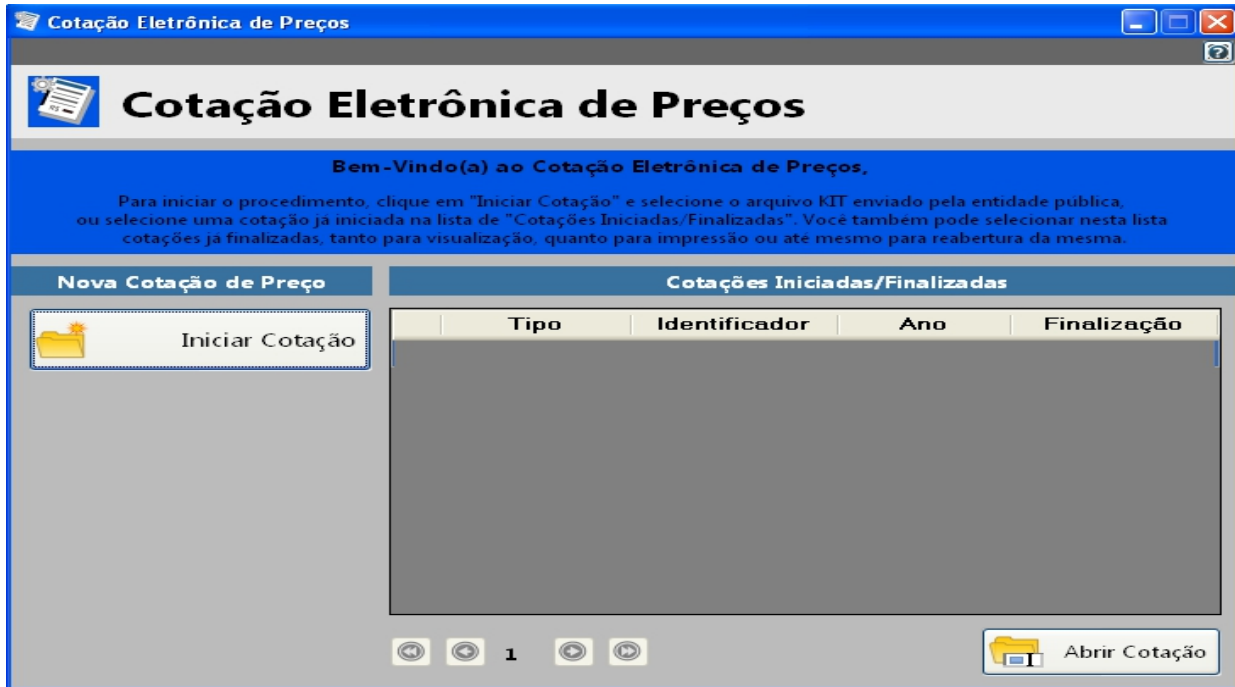 Cotação Eletrônica de Preços
Cotação Eletrônica de Preços
Bem-Vindo(a) ao Cotação Eletrônica de Preços,
Para iniciar o procedimento, clique em "Iniciar Cotação" e selecione o arquivo KIT enviado pela entidade publica,
ou selecione uma cotação já iniciada na lista de "Cotações Iniciadas/Finalizadas". Você também pode selecionar nesta lista
cotações já finalizadas, tanto para visualização, quanto para impressão ou até mesmo para reabertura da mesma.
Nova Cotação de Preço
Cotações Iniciadas/Finalizadas
Iniciar Cotação
Tipo Identificador Ano Finalização
1
Abrir Cotação